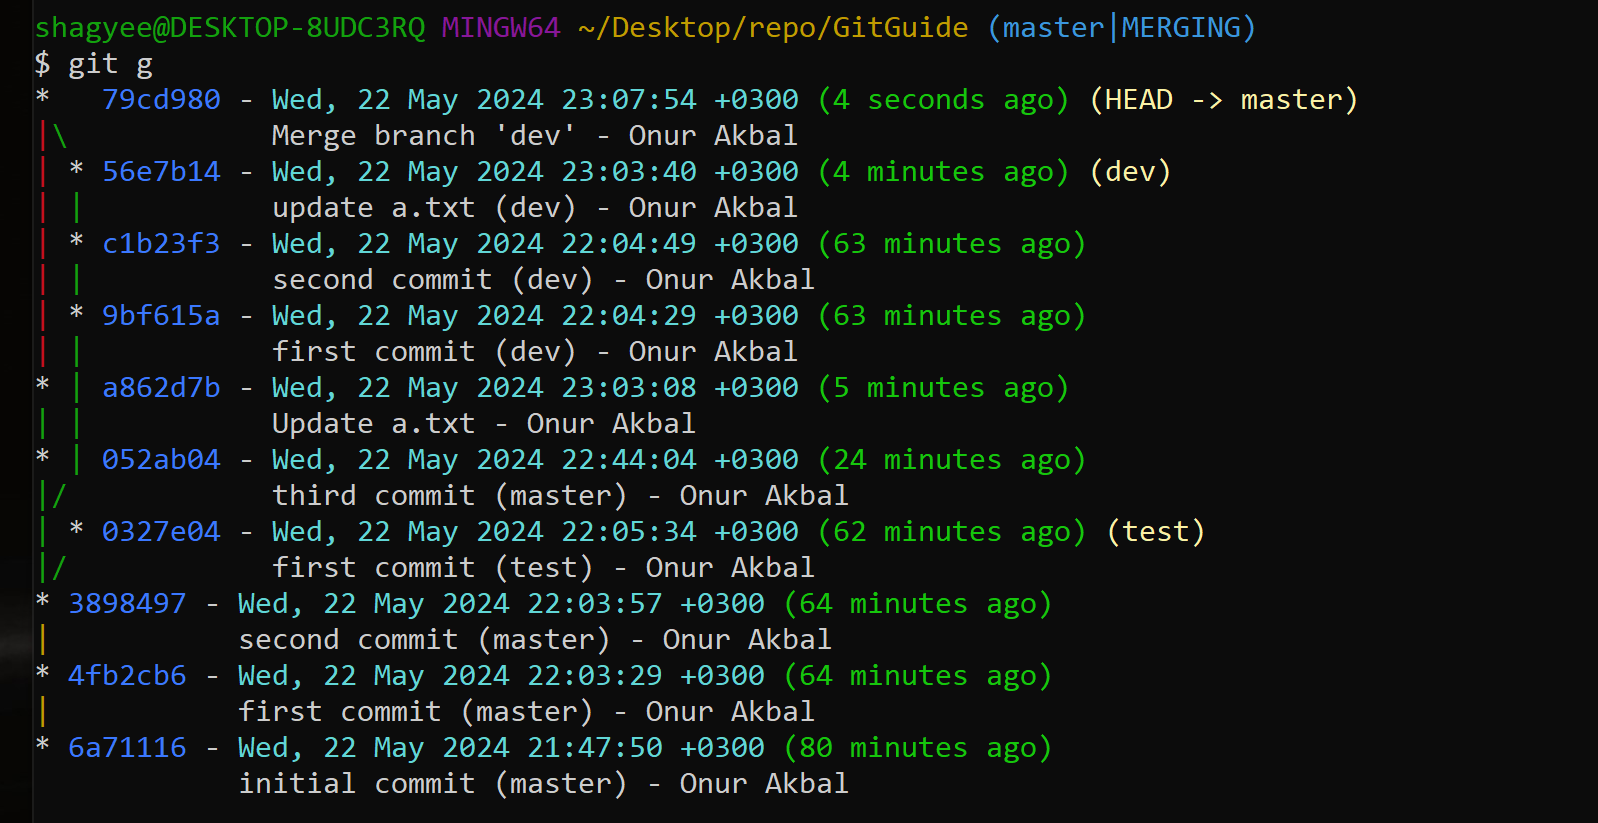 shagyee@DESKTOP-8UDC3RQ MINGW64 ~/Desktop/repo/GitGuide (master|MERGING)
$ git g
*   79cd980 - Wed, 22 May 2024 23:07:54 +0300 (4 seconds ago) (HEAD -> master)
|\            Merge branch 'dev' - Onur Akbal
| * 56e7b14 - Wed, 22 May 2024 23:03:40 +0300 (4 minutes ago) (dev)
| |           update a.txt (dev) - Onur Akbal
| * c1b23f3 - Wed, 22 May 2024 22:04:49 +0300 (63 minutes ago)
| |           second commit (dev) - Onur Akbal
| * 9bf615a - Wed, 22 May 2024 22:04:29 +0300 (63 minutes ago)
| |           first commit (dev) - Onur Akbal
* | a862d7b - Wed, 22 May 2024 23:03:08 +0300 (5 minutes ago)
| |           Update a.txt - Onur Akbal
* | 052ab04 - Wed, 22 May 2024 22:44:04 +0300 (24 minutes ago)
|/            third commit (master) - Onur Akbal
| * 0327e04 - Wed, 22 May 2024 22:05:34 +0300 (62 minutes ago) (test)
|/            first commit (test) - Onur Akbal
* 3898497 - Wed, 22 May 2024 22:03:57 +0300 (64 minutes ago)
|           second commit (master) - Onur Akbal
* 4fb2cb6 - Wed, 22 May 2024 22:03:29 +0300 (64 minutes ago)
|           first commit (master) - Onur Akbal
* 6a71116 - Wed, 22 May 2024 21:47:50 +0300 (80 minutes ago)
            initial commit (master) - Onur Akbal